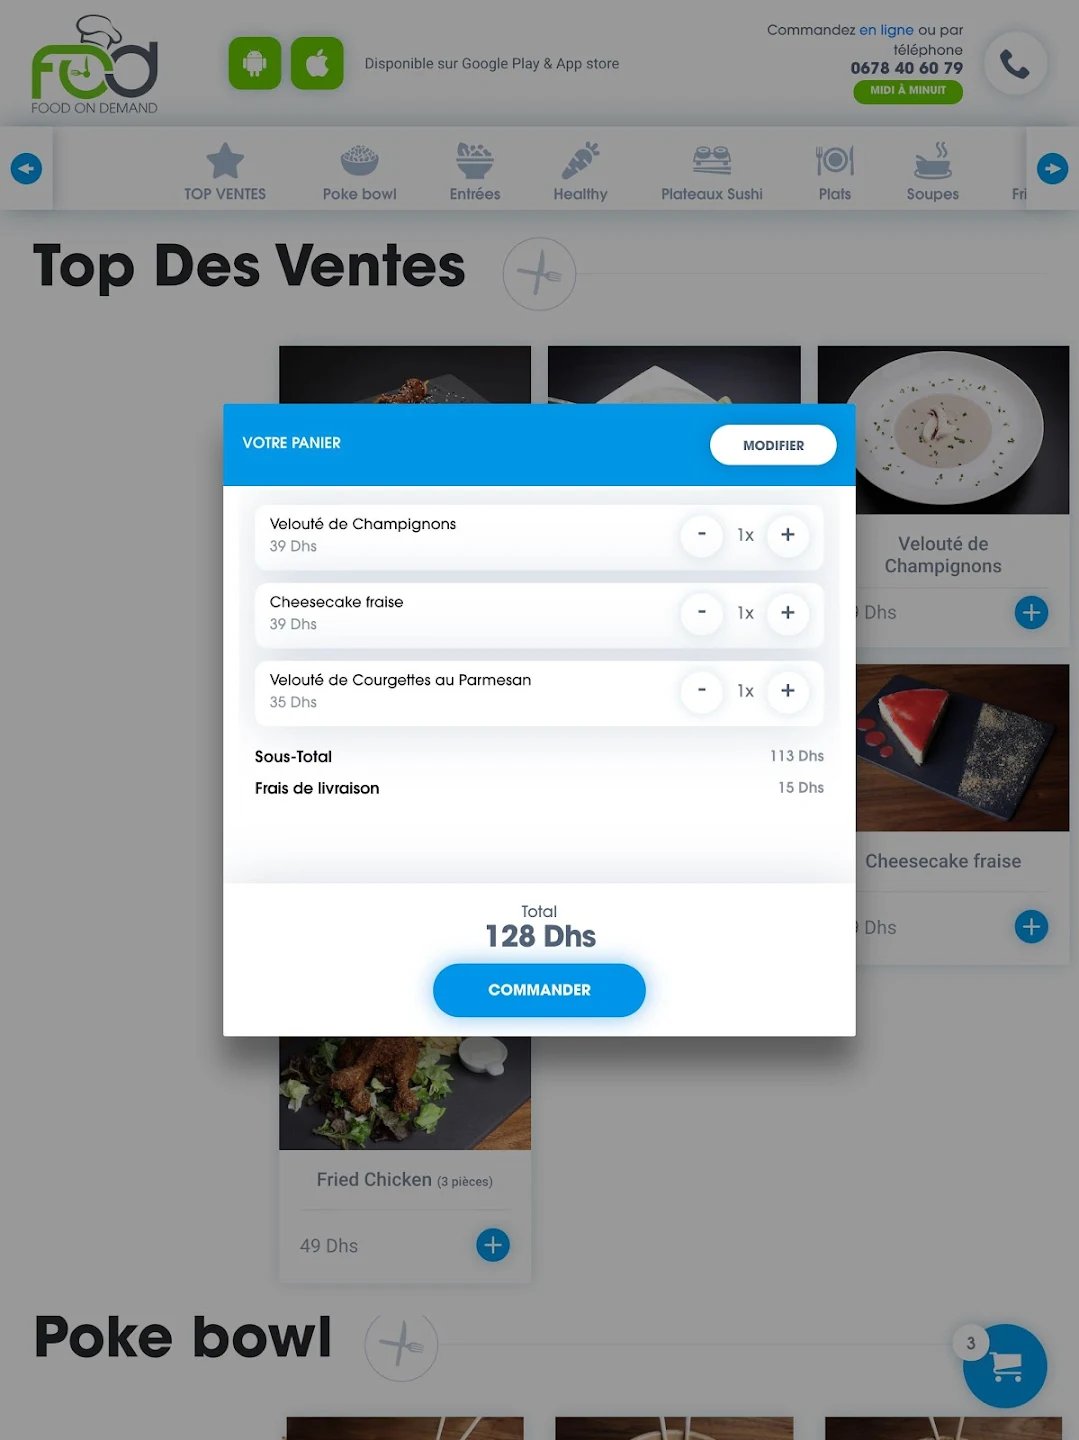 food
FOOD ON DEMAND
Disponible sur Google Play & App store
Commandez en ligne ou par
téléphone
0678 40 60 79
MIDI À MINUIT
TOP VENTES
Poke bowl
Entrées
Healthy
Plateaux Sushi
Plats
Soupes
Fri
Top Des Ventes
VOTRE PANIER
MODIFIER
Velouté de Champignons
39 Dhs
- 1x +
Cheesecake fraise
39 Dhs
- 1x +
Velouté de Courgettes au Parmesan
35 Dhs
- 1x +
Sous-Total 113 Dhs
Frais de livraison 15 Dhs
Total
128 Dhs
COMMANDER
Velouté de
Champignons
Dhs
Cheesecake fraise
Dhs
Fried Chicken (3 pièces)
49 Dhs
Poke bowl
3